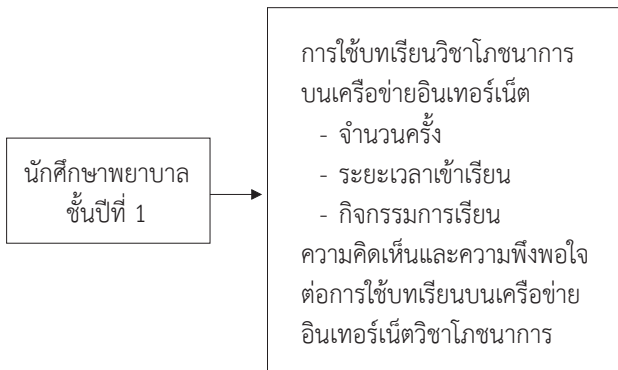 นักศึกษาพยาบาล
ชั้นปีที่ 1
การใช้บทเรียนวิชาโภชนาการ
บนเครือข่ายอินเทอร์เน็ต
- จำนวนครั้ง
- ระยะเวลาเข้าเรียน
- กิจกรรมการเรียน
ความคิดเห็นและความพึงพอใจ
ต่อการใช้บทเรียนบนเครือข่าย
อินเทอร์เน็ตวิชาโภชนาการ